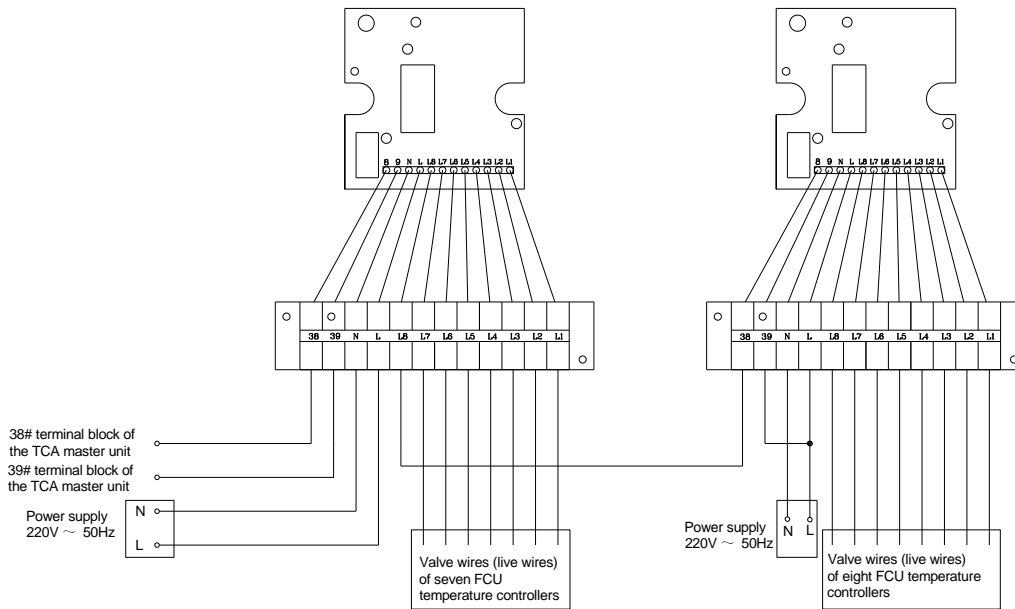 8 9 N L L8 L7 L6 L5 L4 L3 L2 L1
8 9 N L L8 L7 L6 L5 L4 L3 L2 L1
38 39 N L L8 L7 L6 L5 L4 L3 L2 L1
38 39 N L L8 L7 L6 L5 L4 L3 L2 L1
38# terminal block of
the TCA master unit
39# terminal block of
the TCA master unit
Power supply
220V ～ 50Hz
N
L
Valve wires (live wires)
of seven FCU
temperature controllers
Power supply
220V ～ 50Hz
N L
Valve wires (live wires)
of eight FCU temperature
controllers